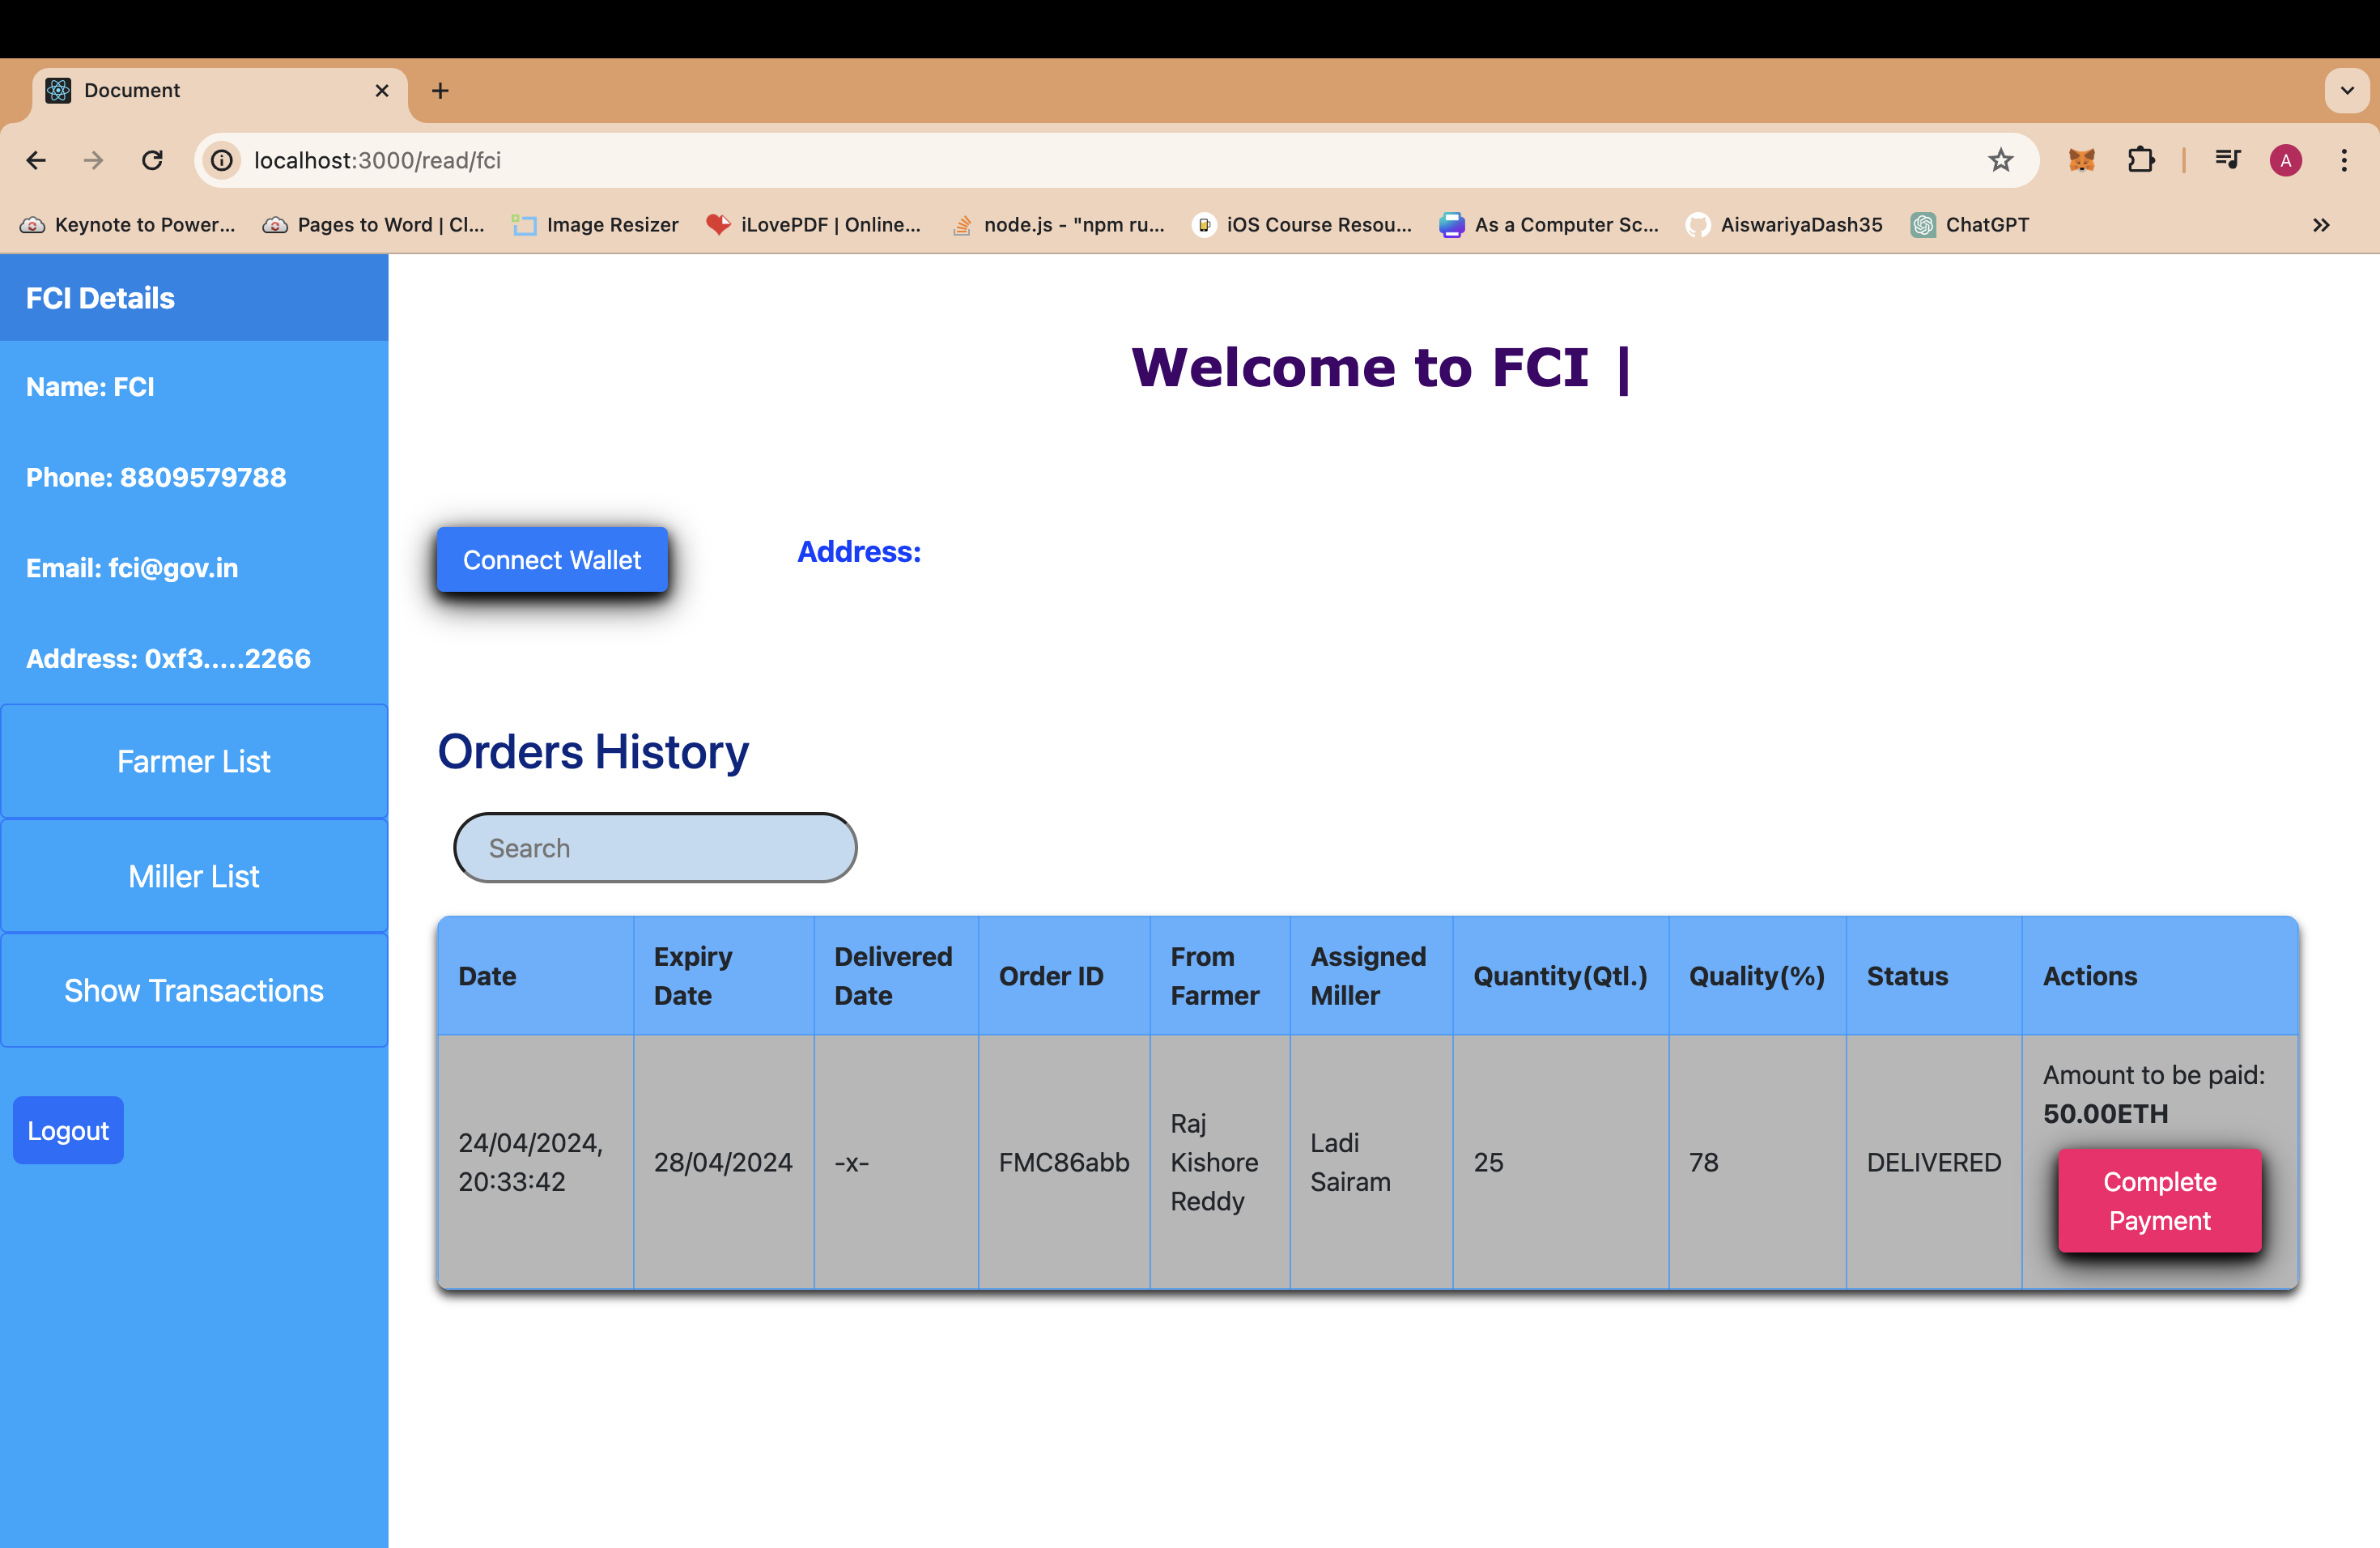 Document
localhost:3000/read/fci
A
Keynote to Power...
Pages to Word | Cl...
Image Resizer
iLovePDF | Online...
node.js - "npm ru...
iOS Course Resou...
As a Computer Sc...
AiswariyaDash35
ChatGPT
FCI Details
Name: FCI
Phone: 8809579788
Email: fci@gov.in
Address: 0xf3.....2266
Farmer List
Miller List
Show Transactions
Logout
Welcome to FCI |
Connect Wallet
Address:
Orders History
Search
Date
Expiry
Date
Delivered
Date
Order ID
From
Farmer
Assigned
Miller
Quantity(Qtl.)
Quality(%)
Status
Actions
24/04/2024,
20:33:42
28/04/2024
-x-
FMC86abb
Raj
Kishore
Reddy
Ladi
Sairam
25
78
DELIVERED
Amount to be paid:
50.00ETH
Complete
Payment